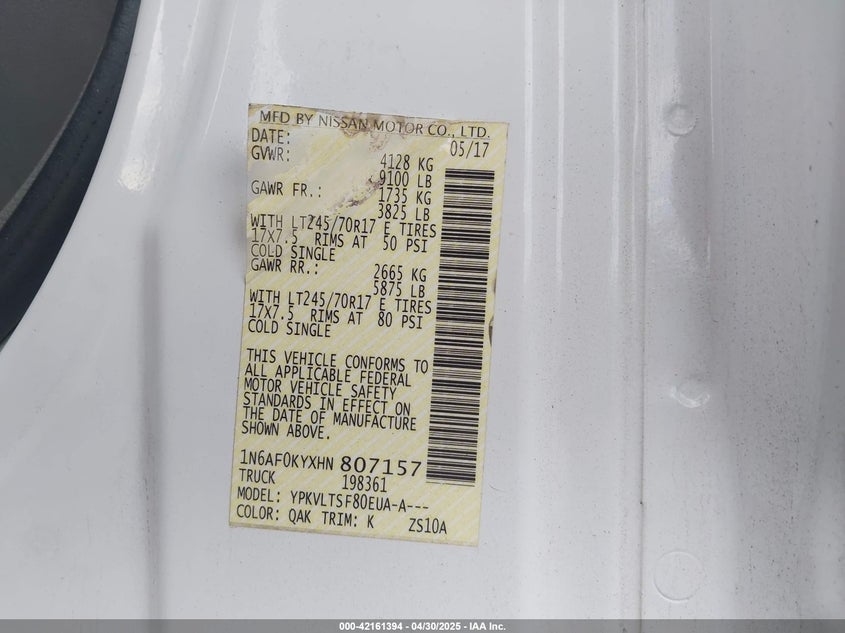 MFD BY NISSAN MOTOR CO., LTD.
DATE: 05/17
GVWR: 4128 KG
9100 LB
GAWR FR.: 1735 KG
3825 LB
WITH LT245/70R17 E TIRES
17X7.5 RIMS AT 50 PSI
COLD SINGLE
GAWR RR.: 2665 KG
5875 LB
WITH LT245/70R17 E TIRES
17X7.5 RIMS AT 80 PSI
COLD SINGLE
THIS VEHICLE CONFORMS TO
ALL APPLICABLE FEDERAL
MOTOR VEHICLE SAFETY
STANDARDS IN EFFECT ON
THE DATE OF MANUFACTURE
SHOWN ABOVE.
1N6AF0KYXHN 807157
TRUCK 198361
MODEL: YPKVLTSF80EUA-A---
COLOR: QAK TRIM: K ZS10A
000-42161394 - 04/30/2025 - IAA Inc.